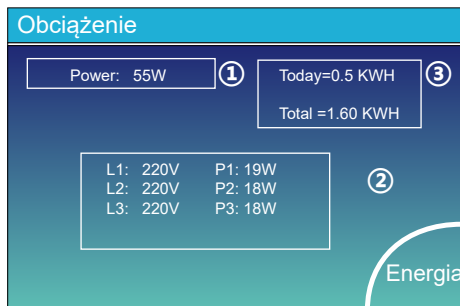 Obciążenie
Power: 55W
①
Today=0.5 KWH
③
Total =1.60 KWH
L1: 220V P1: 19W
L2: 220V P2: 18W
L3: 220V P3: 18W
②
Energia